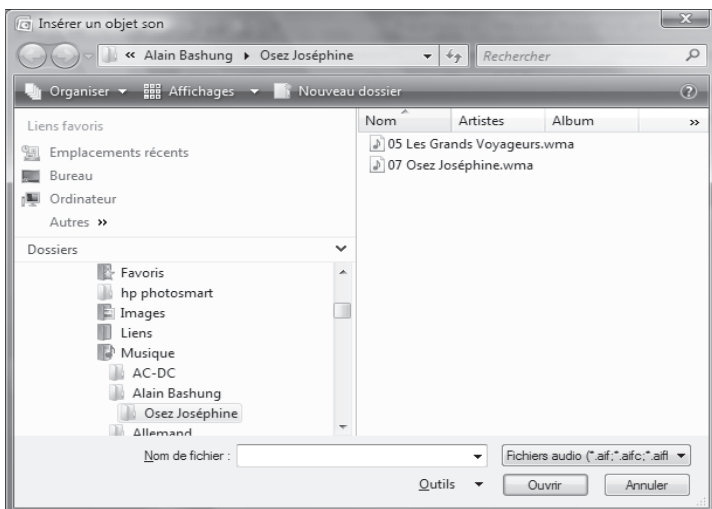 Insérer un objet son
« Alain Bashung ▸ Osez Joséphine
Rechercher
Organiser Affichages Nouveau dossier
Liens favoris
Emplacements récents
Bureau
Ordinateur
Autres »
Dossiers
Favoris
hp photosmart
Images
Liens
Musique
AC-DC
Alain Bashung
Osez Joséphine
Allemand
Nom Artistes Album »
05 Les Grands Voyageurs.wma
07 Osez Joséphine.wma
Nom de fichier :
Fichiers audio (*.aif;*.aifc;*.aiff
Outils
Ouvrir Annuler